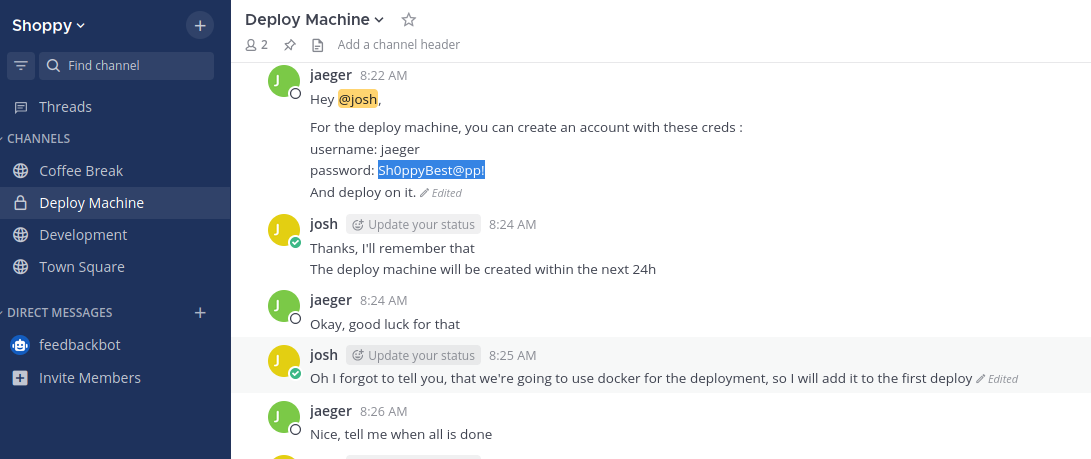 Shoppy
Find channel
Threads
CHANNELS
Coffee Break
Deploy Machine
Development
Town Square
DIRECT MESSAGES
feedbackbot
Invite Members
Deploy Machine
2
Add a channel header
J
jaeger 8:22 AM
Hey @josh,
For the deploy machine, you can create an account with these creds :
username: jaeger
password: Sh0ppyBest@pp!
And deploy on it. Edited
J
josh Update your status 8:24 AM
Thanks, I'll remember that
The deploy machine will be created within the next 24h
J
jaeger 8:24 AM
Okay, good luck for that
J
josh Update your status 8:25 AM
Oh I forgot to tell you, that we're going to use docker for the deployment, so I will add it to the first deploy Edited
J
jaeger 8:26 AM
Nice, tell me when all is done